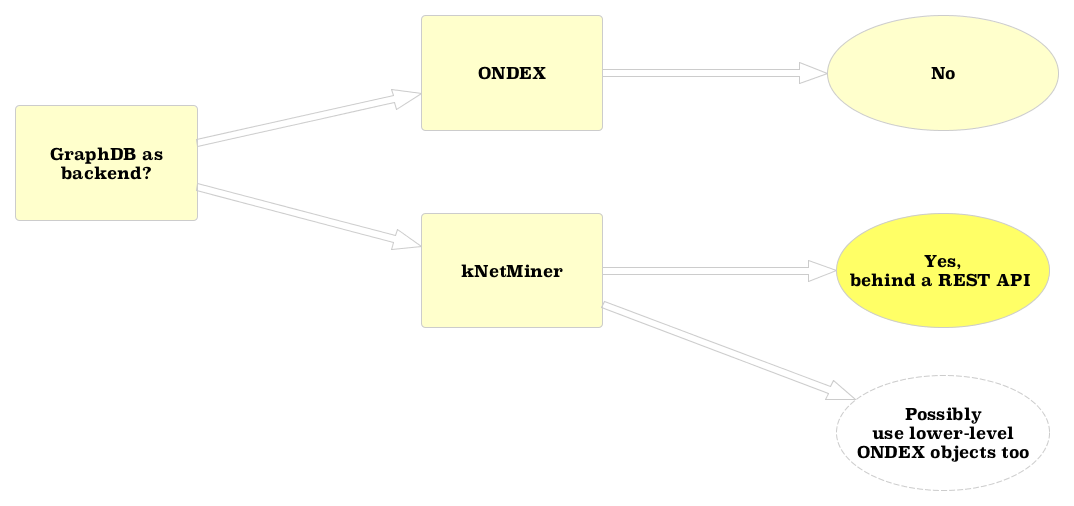 GraphDB as
backend?
ONDEX
No
kNetMiner
Yes,
behind a REST API
Possibly
use lower-level
ONDEX objects too